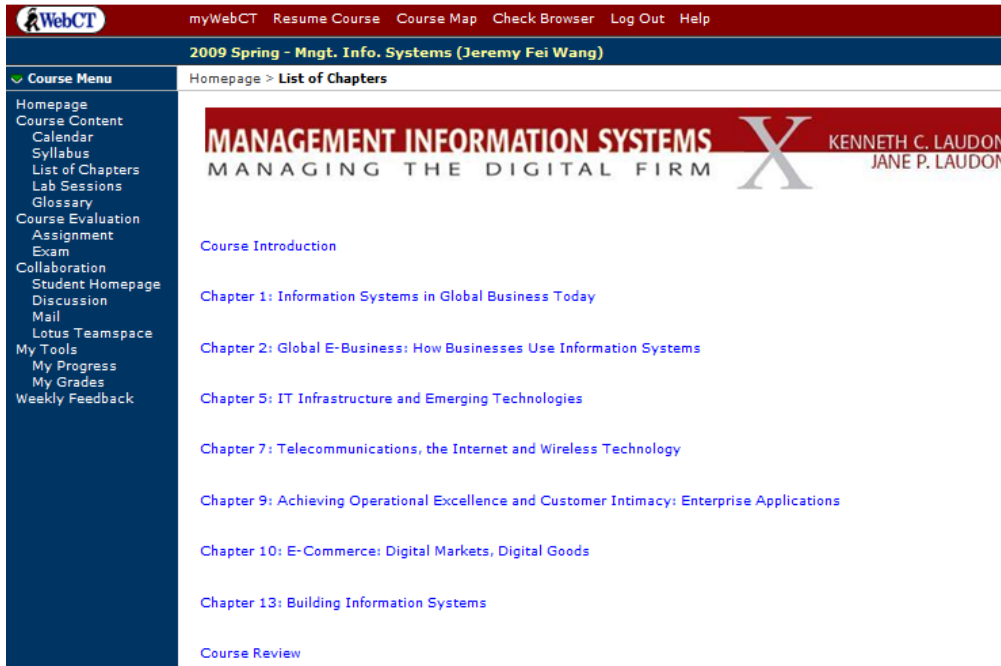 WebCT
myWebCT Resume Course Course Map Check Browser Log Out Help
2009 Spring - Mngt. Info. Systems (Jeremy Fei Wang)
Course Menu
Homepage > List of Chapters
Homepage
Course Content
Calendar
Syllabus
List of Chapters
Lab Sessions
Glossary
Course Evaluation
Assignment
Exam
Collaboration
Student Homepage
Discussion
Mail
Lotus Teamspace
My Tools
My Progress
My Grades
Weekly Feedback
MANAGEMENT INFORMATION SYSTEMS
MANAGING THE DIGITAL FIRM
X
KENNETH C. LAUDON
JANE P. LAUDON
Course Introduction
Chapter 1: Information Systems in Global Business Today
Chapter 2: Global E-Business: How Businesses Use Information Systems
Chapter 5: IT Infrastructure and Emerging Technologies
Chapter 7: Telecommunications, the Internet and Wireless Technology
Chapter 9: Achieving Operational Excellence and Customer Intimacy: Enterprise Applications
Chapter 10: E-Commerce: Digital Markets, Digital Goods
Chapter 13: Building Information Systems
Course Review